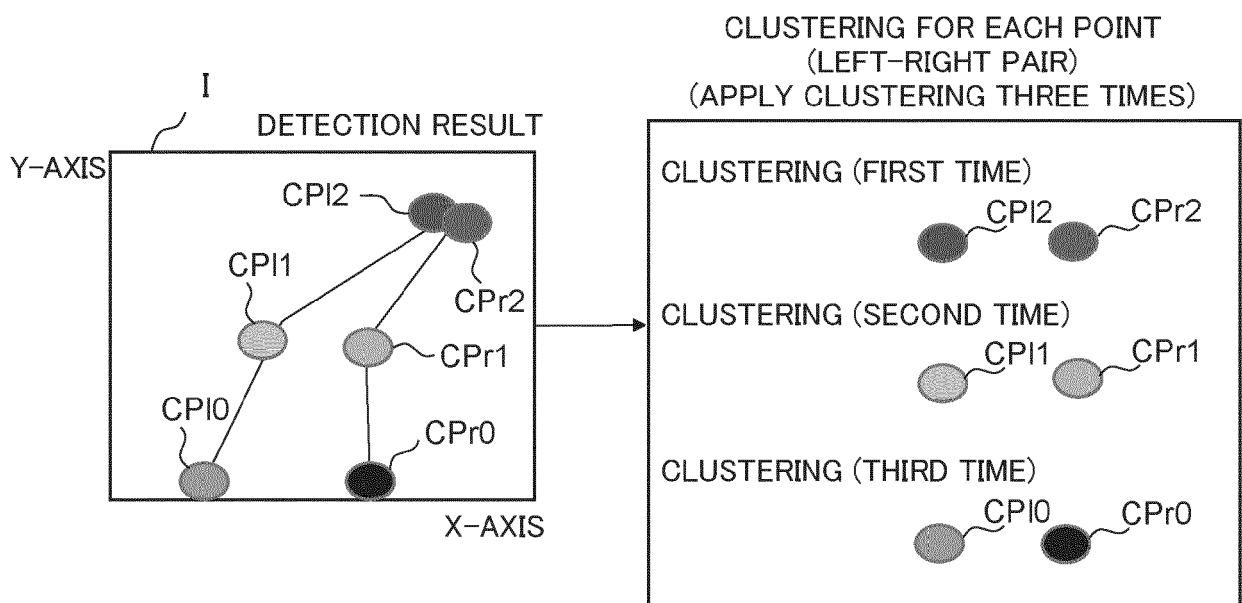 CLUSTERING FOR EACH POINT
(LEFT-RIGHT PAIR)
(APPLY CLUSTERING THREE TIMES)
I
DETECTION RESULT
Y-AXIS
CPl2
CPl1
CPr2
CPr1
CPl0
CPr0
X-AXIS
CLUSTERING (FIRST TIME)
CPl2
CPr2
CLUSTERING (SECOND TIME)
CPl1
CPr1
CLUSTERING (THIRD TIME)
CPl0
CPr0